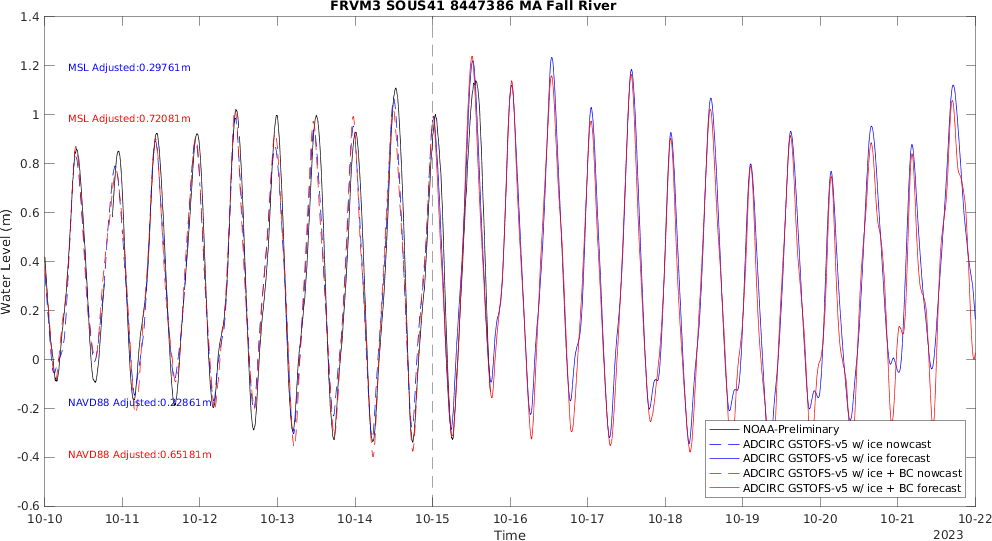 FRVM3 SOUS41 8447386 MA Fall River
1.4
1.2
1
0.8
0.6
0.4
0.2
0
-0.2
-0.4
-0.6
Water Level (m)
MSL Adjusted:0.29761m
MSL Adjusted:0.72081m
NAVD88 Adjusted:0.22861m
NAVD88 Adjusted:0.65181m
NOAA-Preliminary
ADCIRC GSTOFS-v5 w/ ice nowcast
ADCIRC GSTOFS-v5 w/ ice forecast
ADCIRC GSTOFS-v5 w/ ice + BC nowcast
ADCIRC GSTOFS-v5 w/ ice + BC forecast
10-10 10-11 10-12 10-13 10-14 10-15 10-16 10-17 10-18 10-19 10-20 10-21 10-22
Time
2023